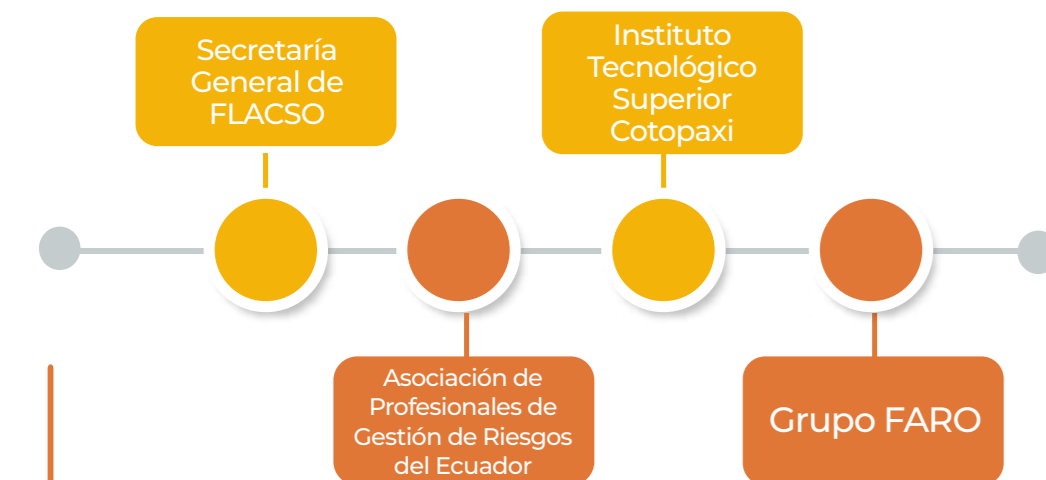 Secretaría
General de
FLACSO
Instituto
Tecnológico
Superior
Cotopaxi
Asociación de
Profesionales de
Gestión de Riesgos
del Ecuador
Grupo FARO